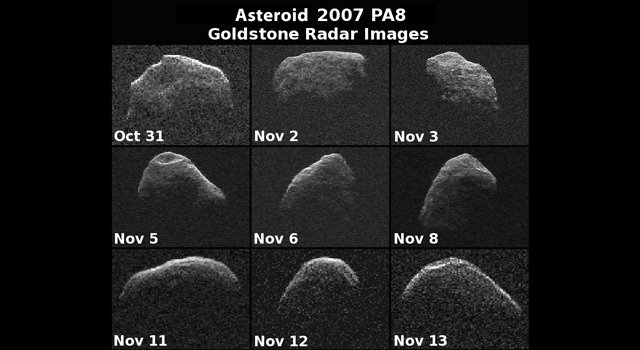 Asteroid 2007 PA8
Goldstone Radar Images
Oct 31
Nov 2
Nov 3
Nov 5
Nov 6
Nov 8
Nov 11
Nov 12
Nov 13